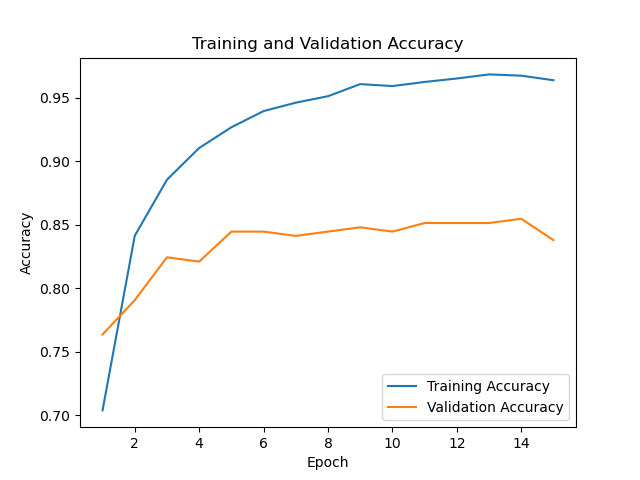 Training and Validation Accuracy
Accuracy
0.95
0.90
0.85
0.80
0.75
0.70
Training Accuracy
Validation Accuracy
2 4 6 8 10 12 14
Epoch